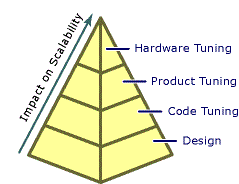 Impact on Scalability
Hardware Tuning
Product Tuning
Code Tuning
Design